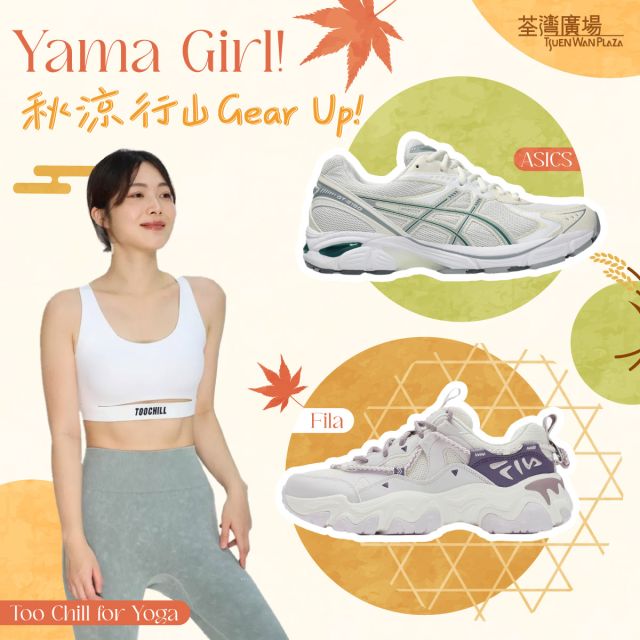 Yama Girl!
荃灣廣場
TSUEN WAN PLAZA
秋涼行山Gear Up!
ASICS
TOOCHILL
Fila
FILA
Too Chill for Yoga